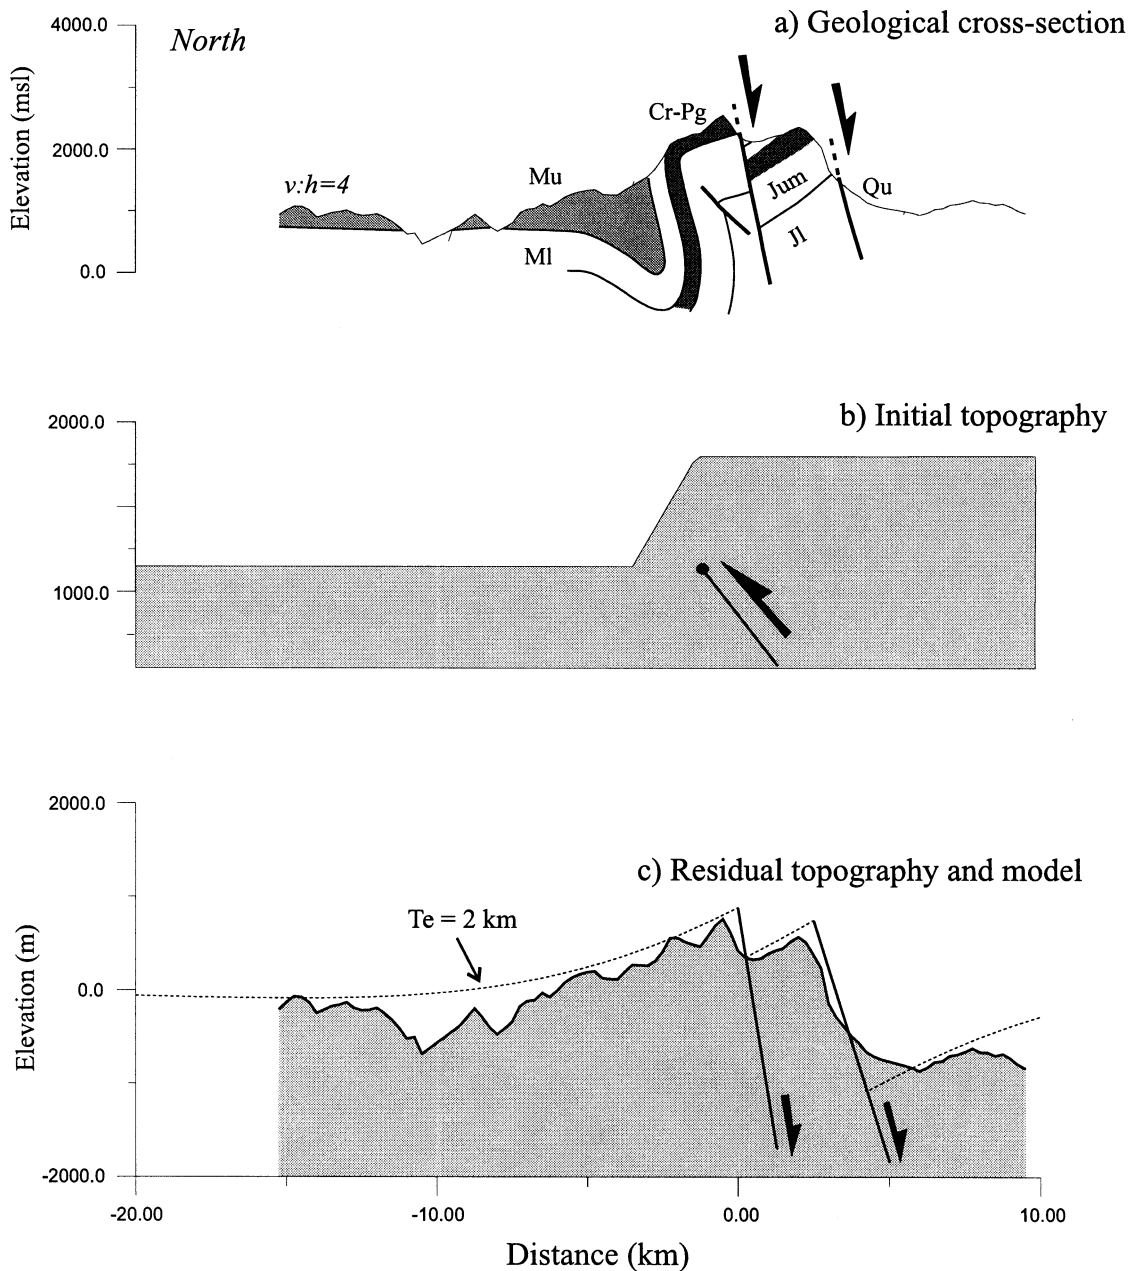 a) Geological cross-section
4000.0
North
Elevation (msl)
Cr-Pg
2000.0
Mu
v:h=4
Jum
Qu
Jl
Ml
0.0
b) Initial topography
2000.0
1000.0
2000.0
c) Residual topography and model
Te = 2 km
Elevation (m)
0.0
-2000.0
-20.00
-10.00
0.00
10.00
Distance (km)